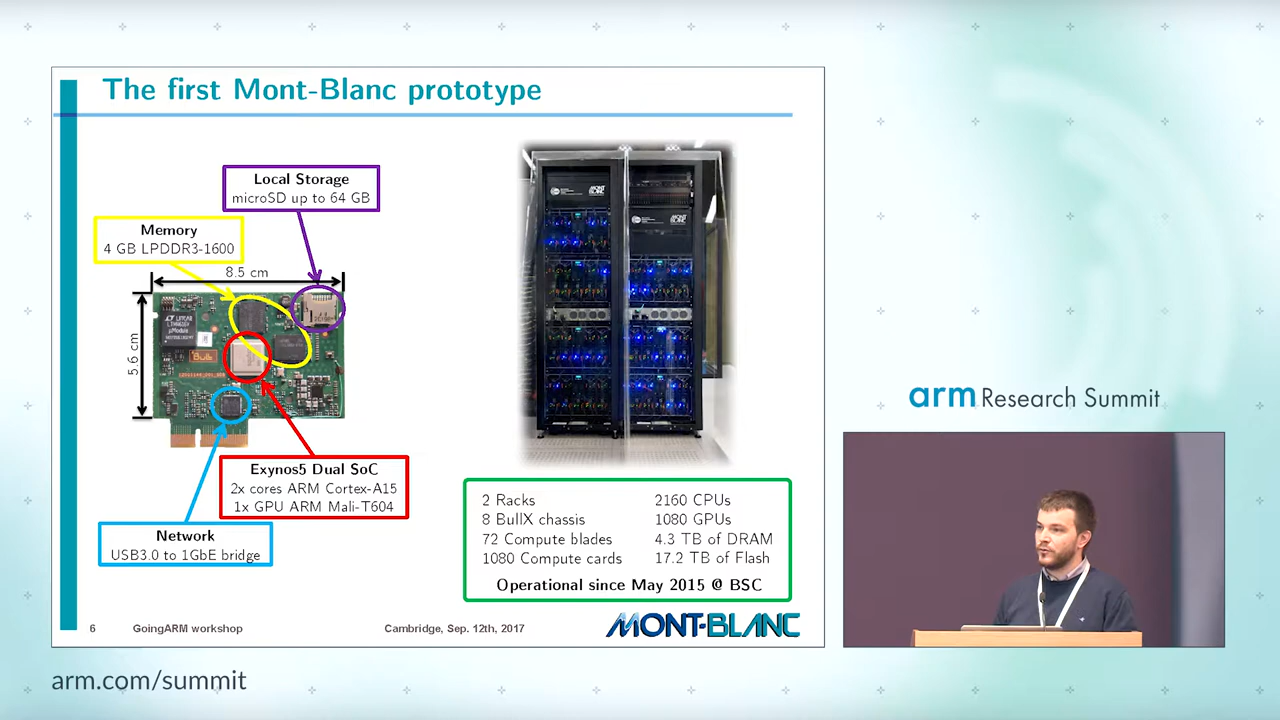 The first Mont-Blanc prototype
Local Storage
microSD up to 64 GB
Memory
4 GB LPDDR3-1600
8.5 cm
5.6 cm
Exynos5 Dual SoC
2x cores ARM Cortex-A15
1x GPU ARM Mali-T604
Network
USB3.0 to 1GbE bridge
MONT
BLANC
2 Racks 2160 CPUs
8 BullX chassis 1080 GPUs
72 Compute blades 4.3 TB of DRAM
1080 Compute cards 17.2 TB of Flash
Operational since May 2015 @ BSC
6 GoingARM workshop Cambridge, Sep. 12th, 2017
MONT-BLANC
arm Research Summit
arm.com/summit